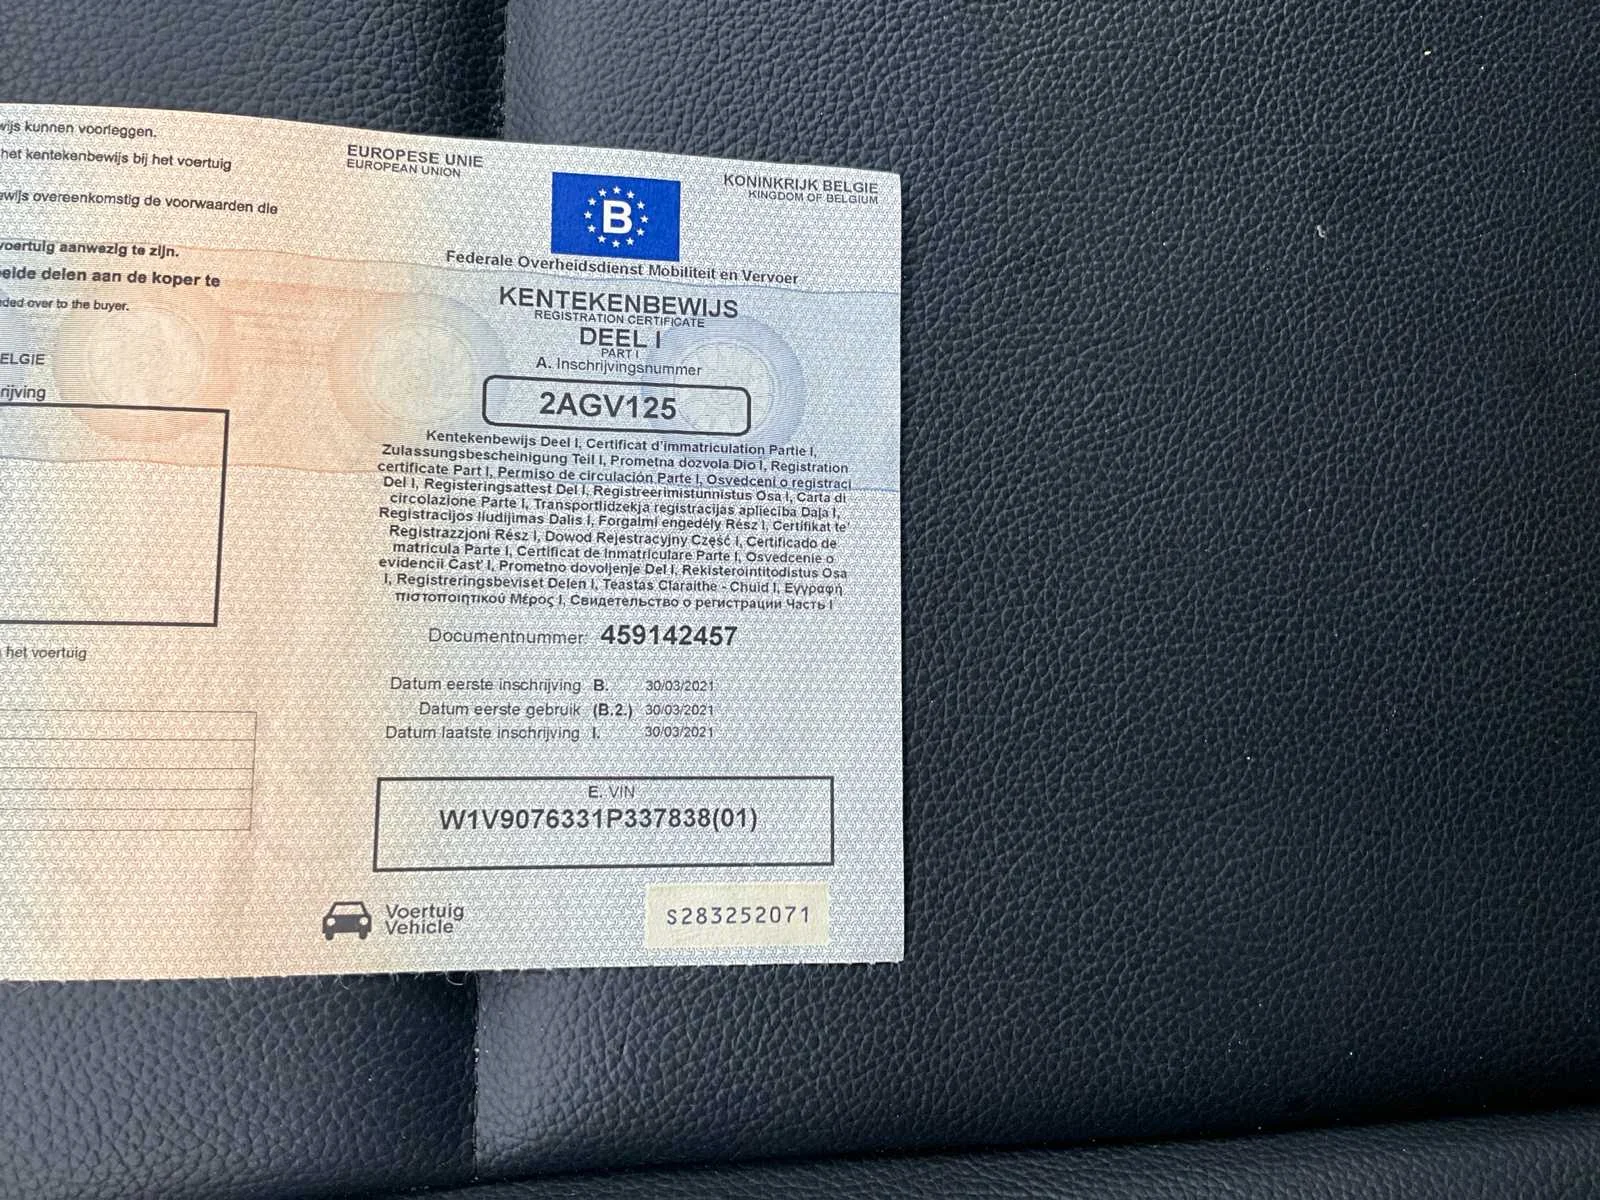 wijs kunnen voorleggen.
het kentekenbewijs bij het voertuig
ewijs overeenkomstig de voorwaarden die
voertuig aanwezig te zijn.
elde delen aan de koper te
nded over to the buyer.
ELGIE
rijving
het voertuig
EUROPESE UNIE
EUROPEAN UNION
B
KONINKRIJK BELGIE
KINGDOM OF BELGIUM
Federale Overheidsdienst Mobiliteit en Vervoer
KENTEKENBEWIJS
REGISTRATION CERTIFICATE
DEEL I
PART I
A. Inschrijvingsnummer
2AGV125
Kentekenbewijs Deel I, Certificat d'immatriculation Partie I,
Zulassungsbescheinigung Teil I, Prometna dozvola Dio I, Registration
certificate Part I, Permiso de circulación Parte I, Osvedceni o registraci
Del I, Registeringsattest Del I, Registreerimistunnistus Osa I, Carta di
circolazione Parte I, Transportlidzekja registracijas aplieciba Daļa I,
Registracijos liudijimas Dalis I, Forgalmi engedély Rész I, Certifikat te'
Registrazzjoni Rész I, Dowod Rejestracyjny Część I, Certificado de
matricula Parte I, Certificat de Inmatriculare Parte I, Osvedcenie o
evidencii Časť I, Prometno dovoljenje Del I, Rekisterointitodistus Osa
I, Registreringsbeviset Delen I, Teastas Claraithe - Chuid I, Εγγραφή
πιστοποιητικού Μέρος I, Свидетельство о регистрации Часть I
Documentnummer: 459142457
Datum eerste inschrijving B. 30/03/2021
Datum eerste gebruik (B.2.) 30/03/2021
Datum laatste inschrijving I. 30/03/2021
E. VIN
W1V9076331P337838(01)
Voertuig
Vehicle
S283252071